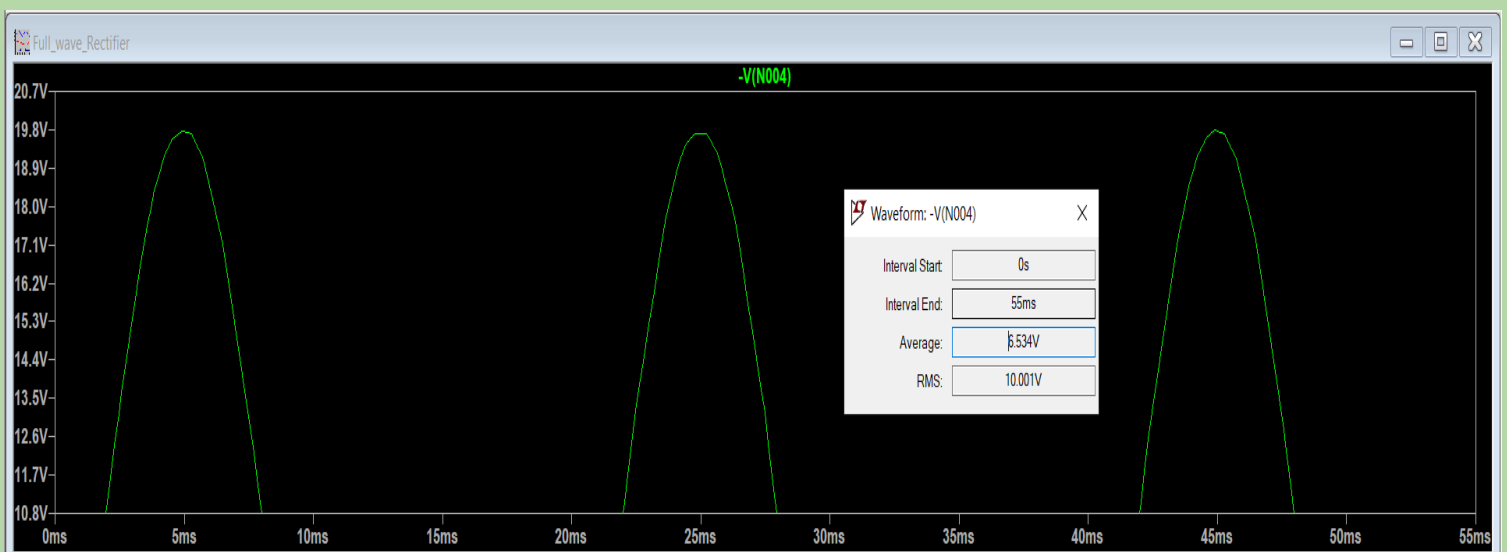 Full_wave_Rectifier
-V(N004)
20.7V
19.8V
18.9V
18.0V
17.1V
16.2V
15.3V
14.4V
13.5V
12.6V
11.7V
10.8V
0ms 5ms 10ms 15ms 20ms 25ms 30ms 35ms 40ms 45ms 50ms 55ms
Waveform: -V(N004)
Interval Start: 0s
Interval End: 55ms
Average: 6.534V
RMS: 10.001V